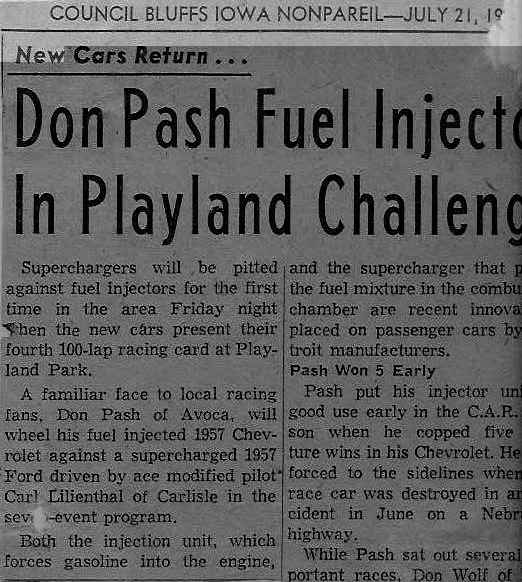 COUNCIL BLUFFS IOWA NONPAREIL—JULY 21, 19
New Cars Return . . .
Don Pash Fuel Injecto
In Playland Challeng
Superchargers will be pitted
against fuel injectors for the first
time in the area Friday night
when the new cars present their
fourth 100-lap racing card at Play-
land Park.
A familiar face to local racing
fans, Don Pash of Avoca, will
wheel his fuel injected 1957 Chev-
rolet against a supercharged 1957
Ford driven by ace modified pilot
Carl Lilienthal of Carlisle in the
seven-event program.
Both the injection unit, which
forces gasoline into the engine,
and the supercharger that p
the fuel mixture in the combu
chamber are recent innova
placed on passenger cars by
troit manufacturers.
Pash Won 5 Early
Pash put his injector uni
good use early in the C.A.R.
son when he copped five
ture wins in his Chevrolet. He
forced to the sidelines when
race car was destroyed in an
cident in June on a Nebr
highway.
While Pash sat out several
portant races, Don Wolf of